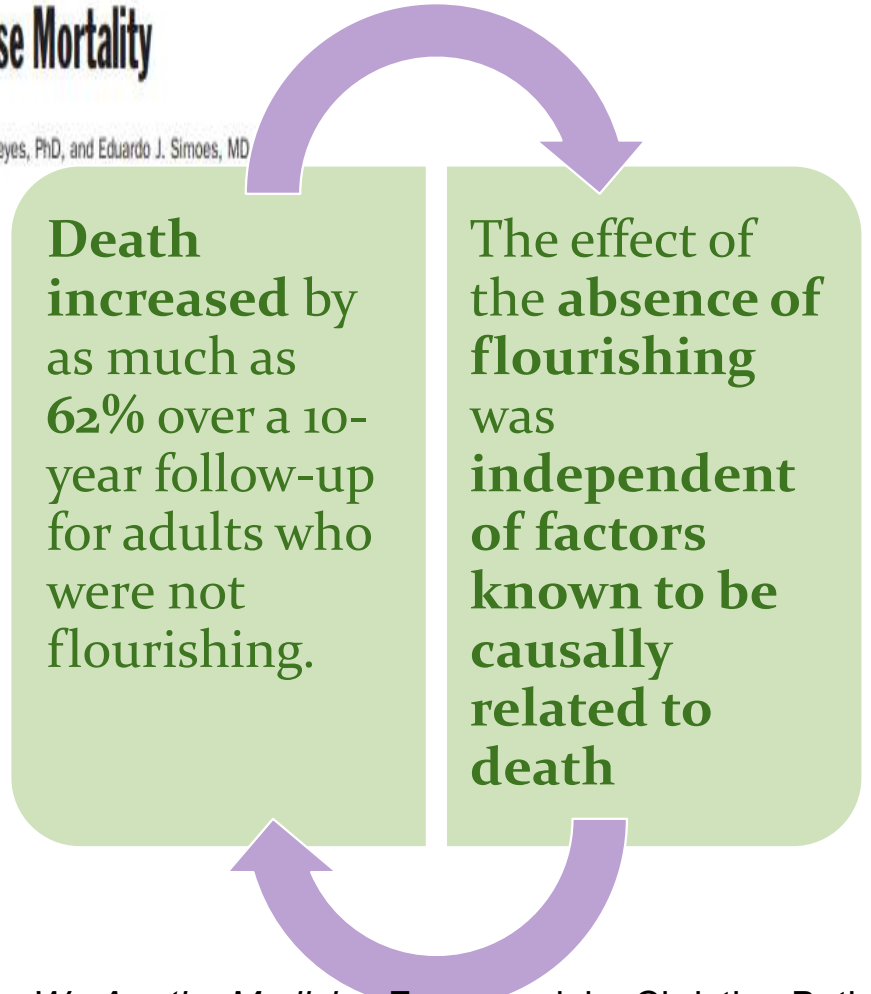 se Mortality
eyes, PhD, and Eduardo J. Simoes, MD
Death
increased by
as much as
62% over a 10-
year follow-up
for adults who
were not
flourishing.
The effect of
the absence of
flourishing
was
independent
of factors
known to be
causally
related to
death